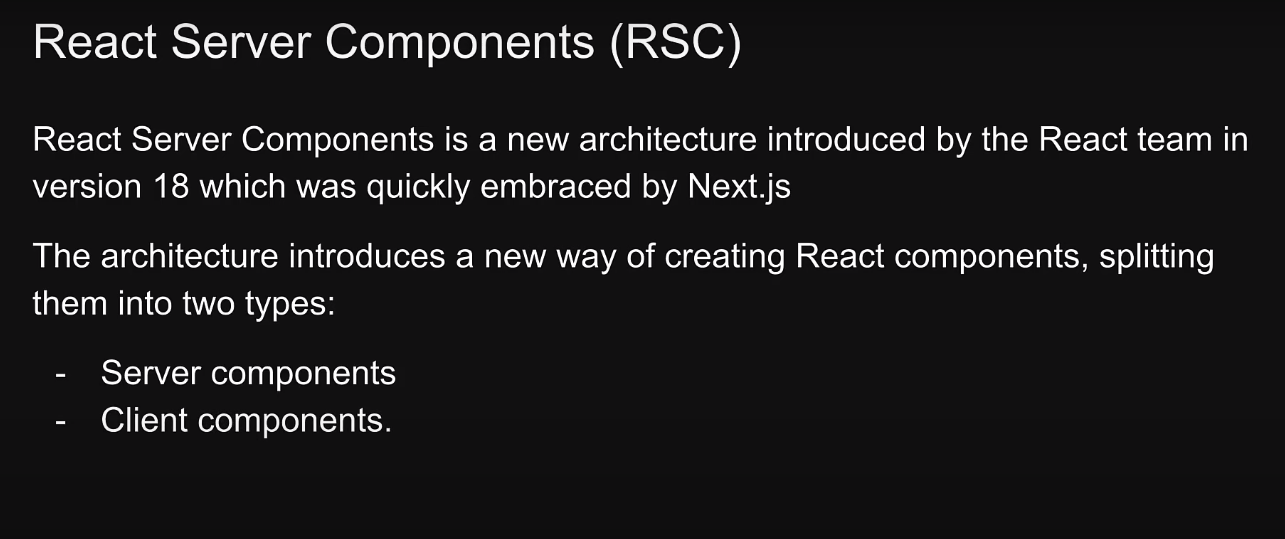 React Server Components (RSC)
React Server Components is a new architecture introduced by the React team in
version 18 which was quickly embraced by Next.js
The architecture introduces a new way of creating React components, splitting
them into two types:
- Server components
- Client components.